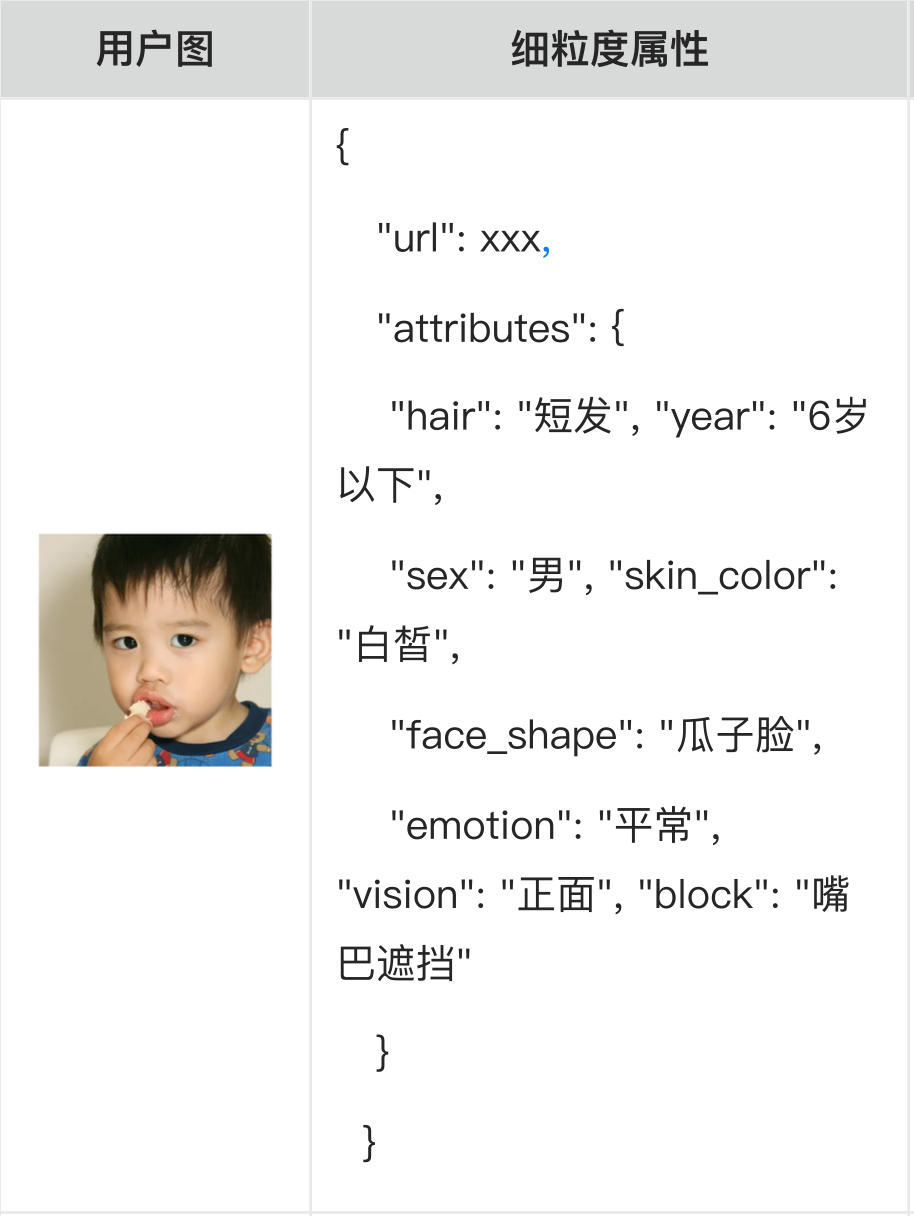 用户图
细粒度属性
{
"url": xxx,
"attributes": {
"hair": "短发", "year": "6岁
以下",
"sex": "男", "skin_color":
"白皙",
"face_shape": "瓜子脸",
"emotion": "平常",
"vision": "正面", "block": "嘴
巴遮挡"
}
}